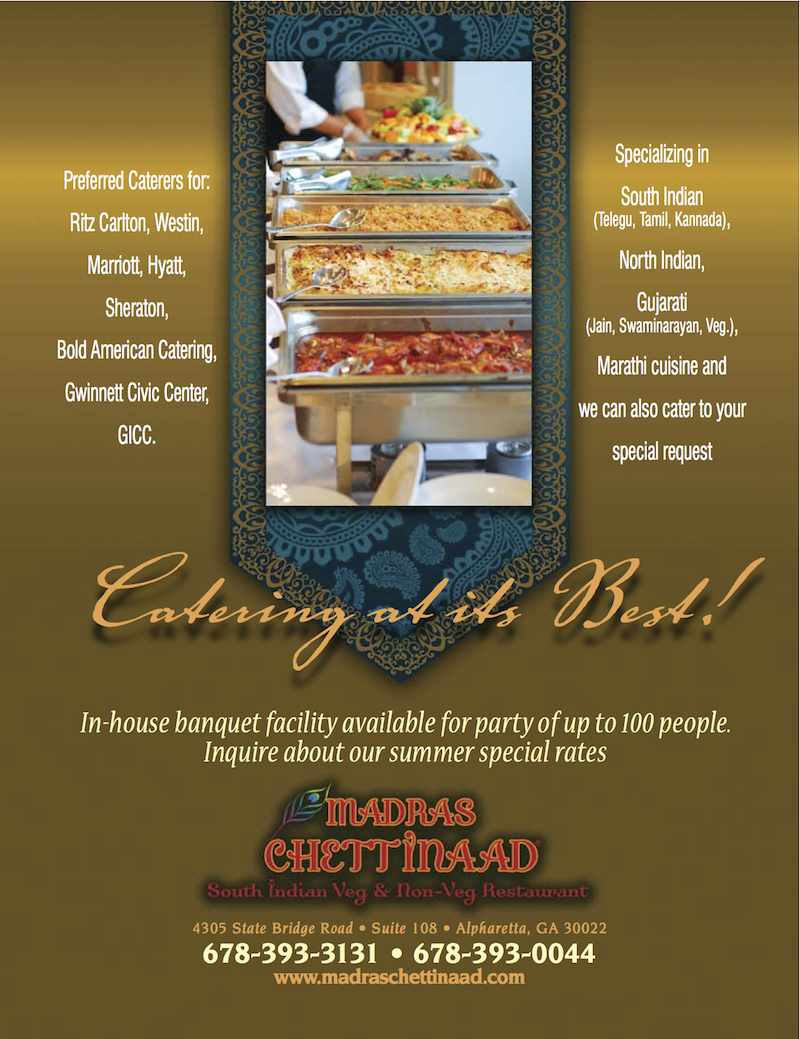 Preferred Caterers for:
Ritz Carlton, Westin,
Marriott, Hyatt,
Sheraton,
Bold American Catering,
Gwinnett Civic Center,
GICC.
Specializing in
South Indian
(Telegu, Tamil, Kannada),
North Indian,
Gujarati
(Jain, Swaminarayan, Veg.),
Marathi cuisine and
we can also cater to your
special request
Catering at its Best!
In-house banquet facility available for party of up to 100 people.
Inquire about our summer special rates
MADRAS
CHETTINAAD®
South Indian Veg & Non-Veg Restaurant
4305 State Bridge Road • Suite 108 • Alpharetta, GA 30022
678-393-3131 • 678-393-0044
www.madraschettinaad.com